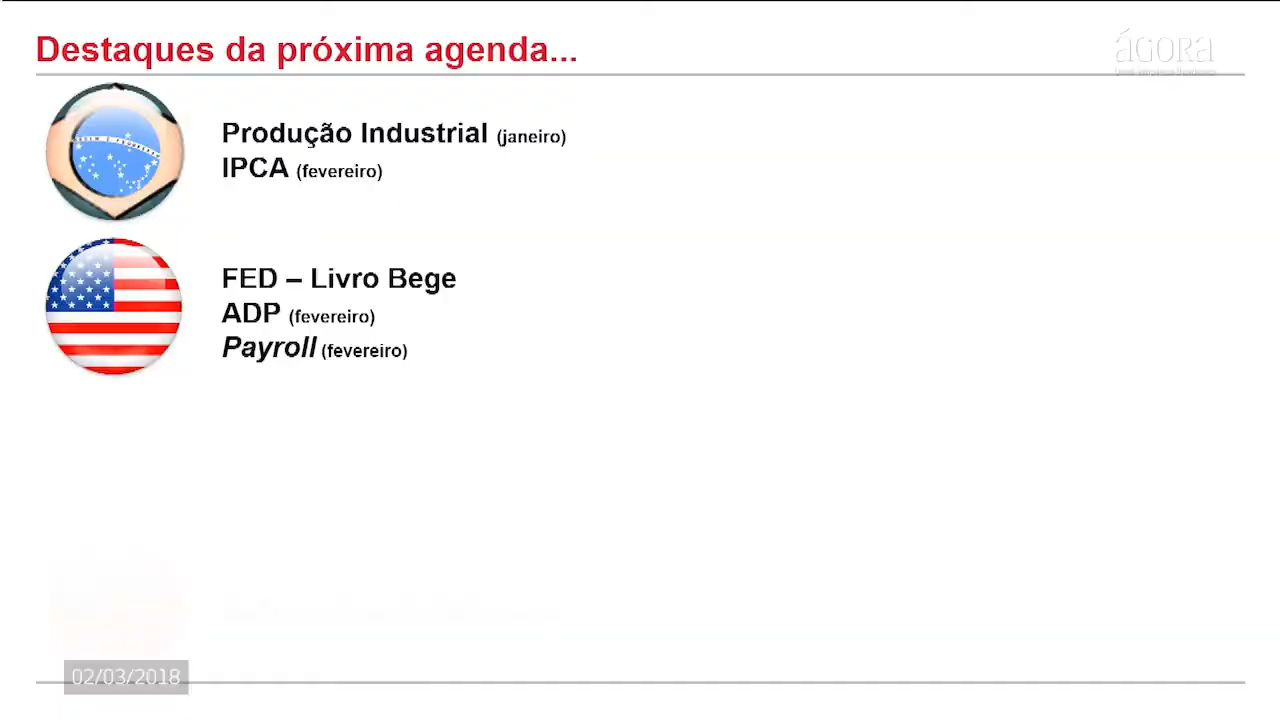 Destaques da próxima agenda...
ágora
Produção Industrial (janeiro)
IPCA (fevereiro)
FED – Livro Bege
ADP (fevereiro)
Payroll (fevereiro)
02/03/2018